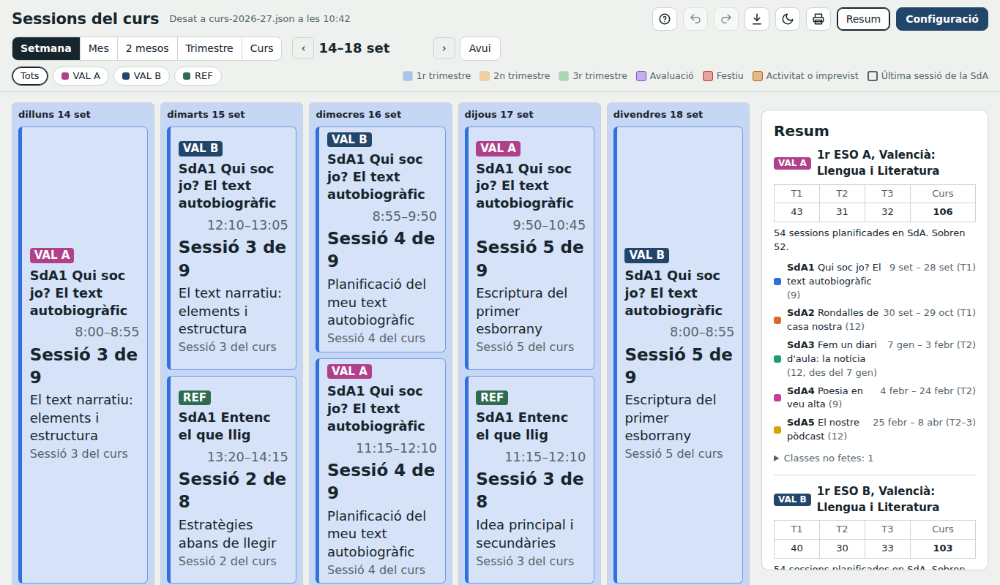 Sessions del curs
Desat a curs-2026-27.json a les 10:42
Resum
Configuració
Setmana
Mes
2 mesos
Trimestre
Curs
‹
14–18 set
›
Avui
Tots
VAL A
VAL B
REF
1r trimestre
2n trimestre
3r trimestre
Avaluació
Festiu
Activitat o imprevist
Última sessió de la SdA
dilluns 14 set
VAL A
SdA1 Qui soc
jo? El text
autobiogràfic
8:00–8:55
Sessió 3 de
9
El text narratiu:
elements i
estructura
Sessió 3 del curs
dimarts 15 set
VAL B
SdA1 Qui soc
jo? El text
autobiogràfic
12:10–13:05
Sessió 3 de
9
El text narratiu:
elements i
estructura
Sessió 3 del curs
REF
SdA1 Entenc
el que llig
13:20–14:15
Sessió 2 de
8
Estratègies
abans de llegir
Sessió 2 del curs
dimecres 16 set
VAL B
SdA1 Qui soc
jo? El text
autobiogràfic
8:55–9:50
Sessió 4 de
9
Planificació del
meu text
autobiogràfic
Sessió 4 del curs
VAL A
SdA1 Qui soc
jo? El text
autobiogràfic
11:15–12:10
Sessió 4 de
9
Planificació del
meu text
autobiogràfic
Sessió 4 del curs
dijous 17 set
VAL A
SdA1 Qui soc
jo? El text
autobiogràfic
9:50–10:45
Sessió 5 de
9
Escriptura del
primer
esborrany
Sessió 5 del curs
REF
SdA1 Entenc
el que llig
11:15–12:10
Sessió 3 de
8
Idea principal i
secundàries
Sessió 3 del curs
divendres 18 set
VAL B
SdA1 Qui soc
jo? El text
autobiogràfic
8:00–8:55
Sessió 5 de
9
Escriptura del
primer
esborrany
Sessió 5 del curs
Resum
VAL A
1r ESO A, Valencià:
Llengua i Literatura
T1 T2 T3 Curs
43 31 32 106
54 sessions planificades en SdA. Sobren
52.
SdA1 Qui soc jo? El 9 set – 28 set (T1)
text autobiogràfic
(9)
SdA2 Rondalles de 30 set – 29 oct (T1)
casa nostra (12)
SdA3 Fem un diari 7 gen – 3 febr (T2)
d'aula: la notícia
(12, des del 7 gen)
SdA4 Poesia en 4 febr – 24 febr (T2)
veu alta (9)
SdA5 El nostre 25 febr – 8 abr (T2–3)
pòdcast (12)
Classes no fetes: 1
VAL B
1r ESO B, Valencià:
Llengua i Literatura
T1 T2 T3 Curs
40 30 33 103
54 sessions planificades en SdA. Sobren